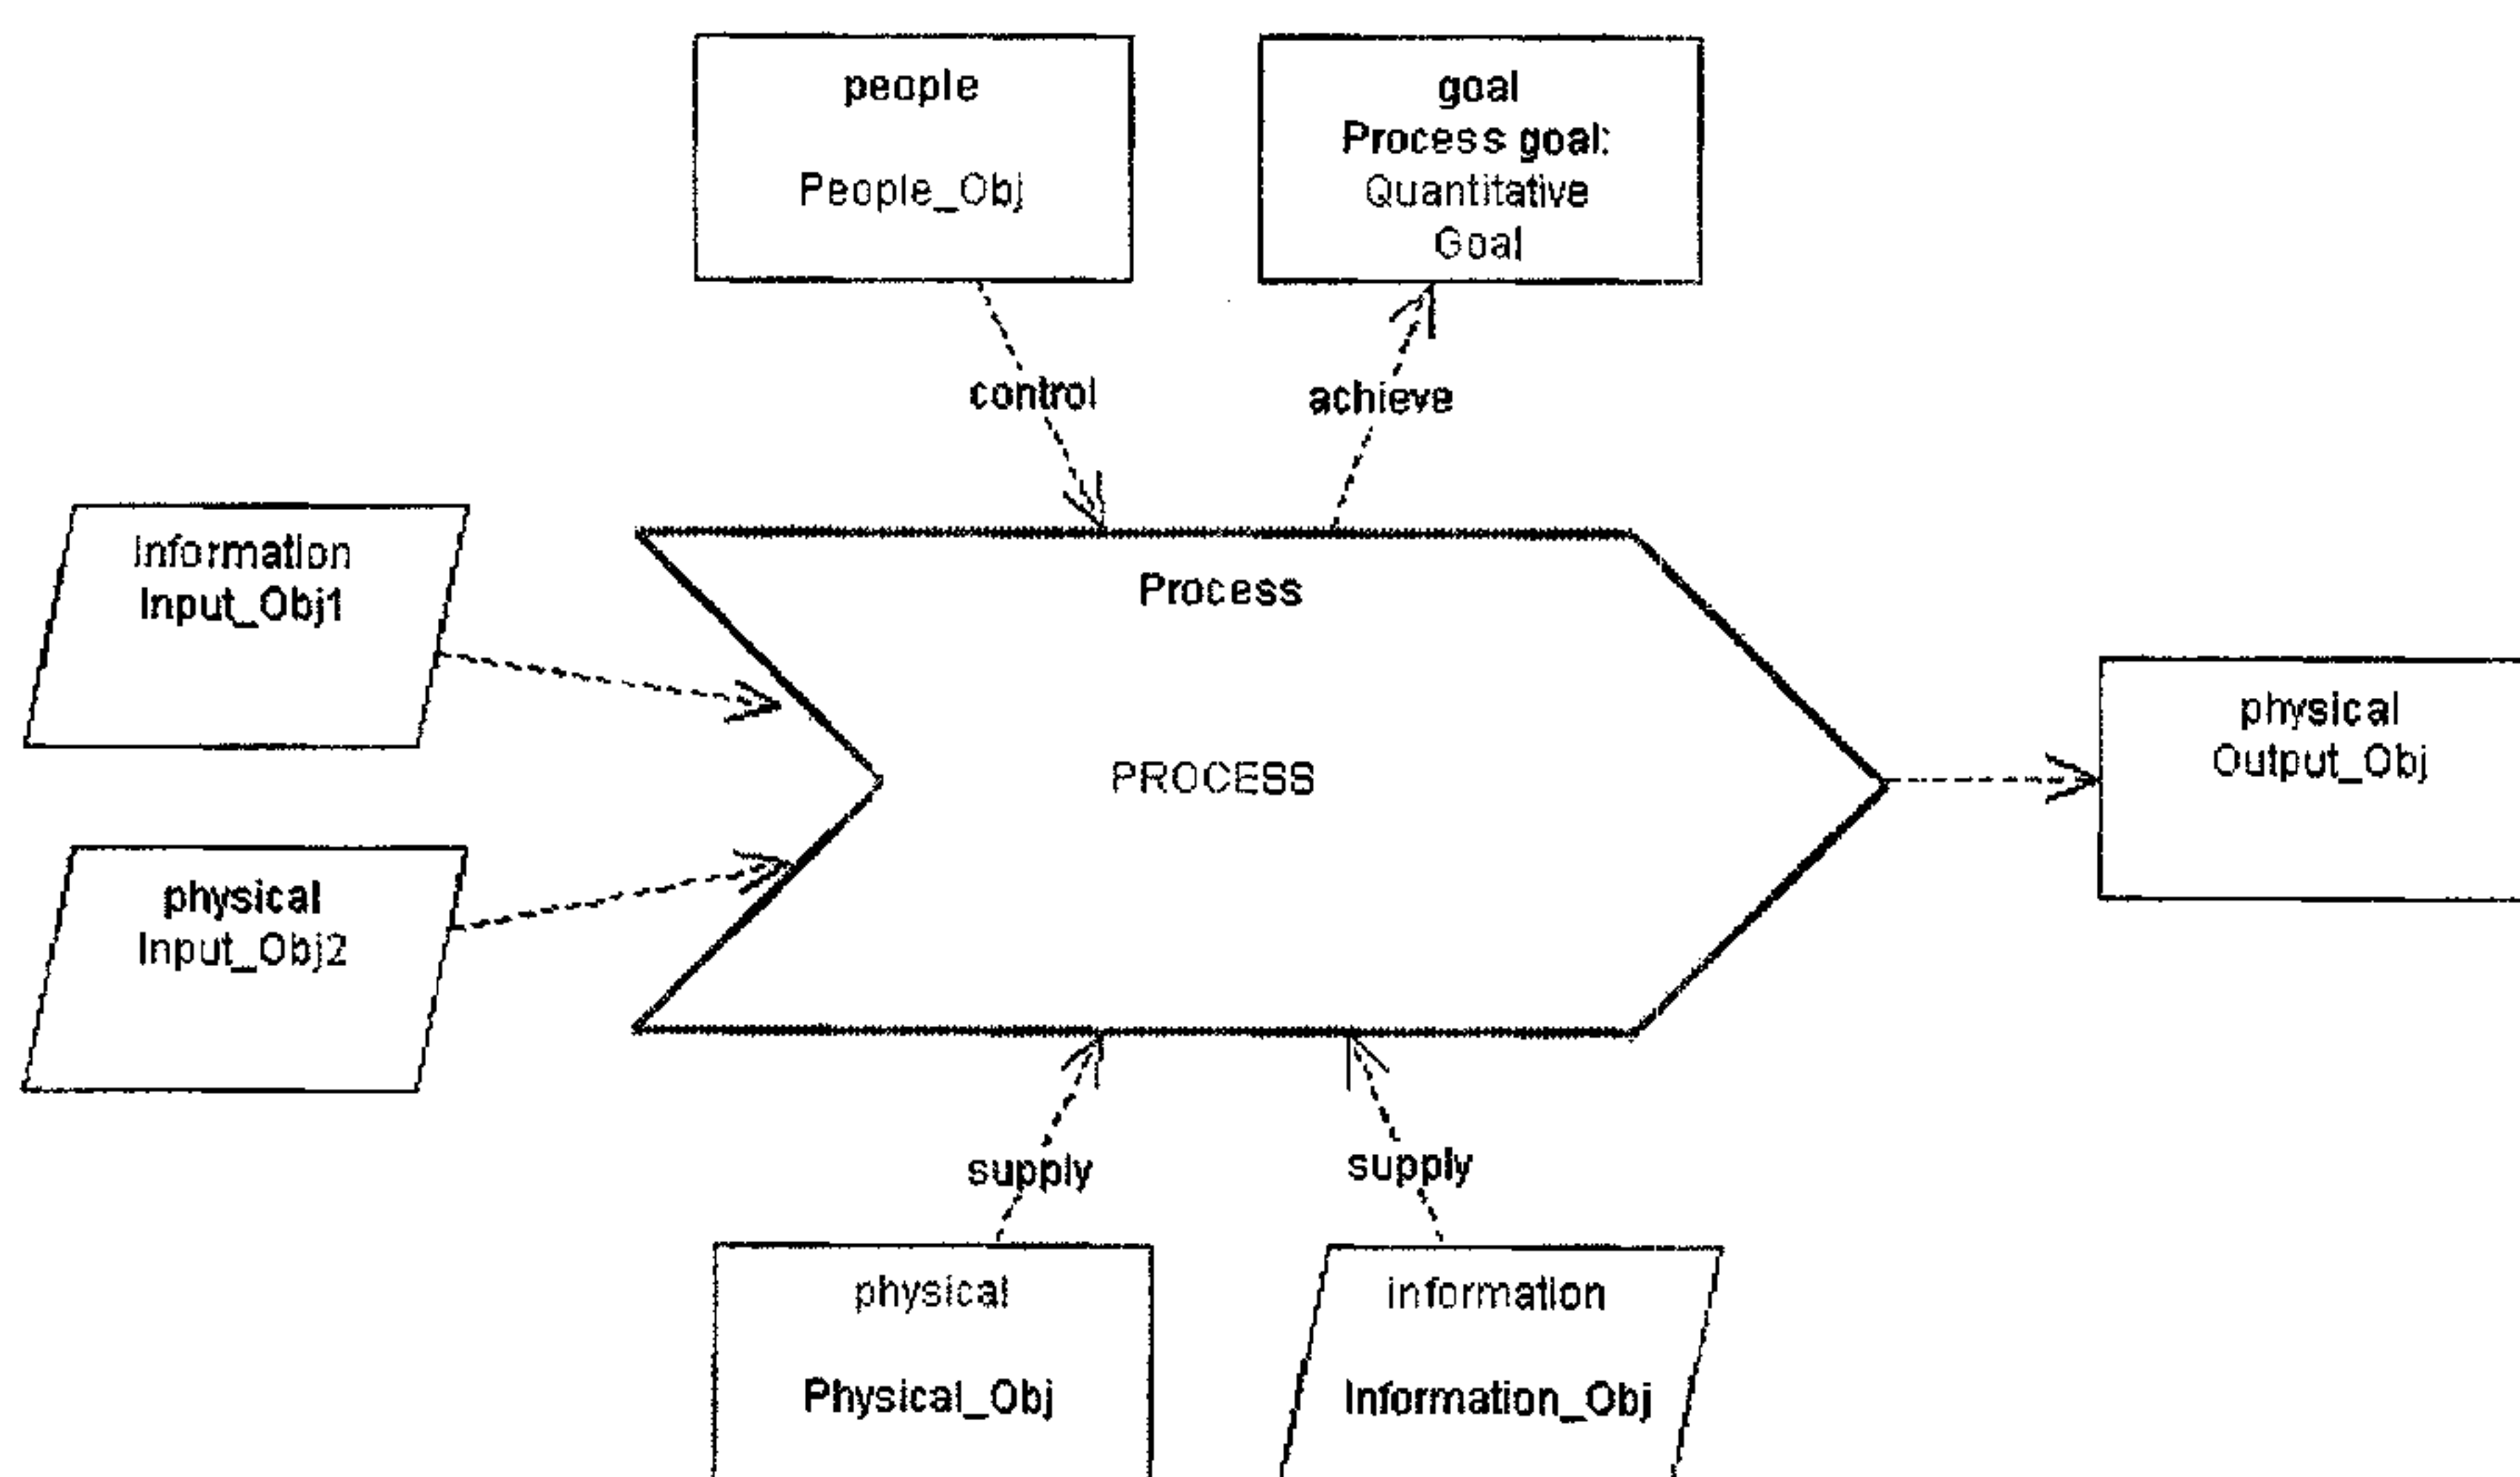 people
People_Obj
goal
Process goal:
Quantitative
Goal
control
achieve
Information
Input_Obj1
Process
PROCESS
physical
Output_Obj
physical
Input_Obj2
supply
supply
physical
Physical_Obj
information
Information_Obj